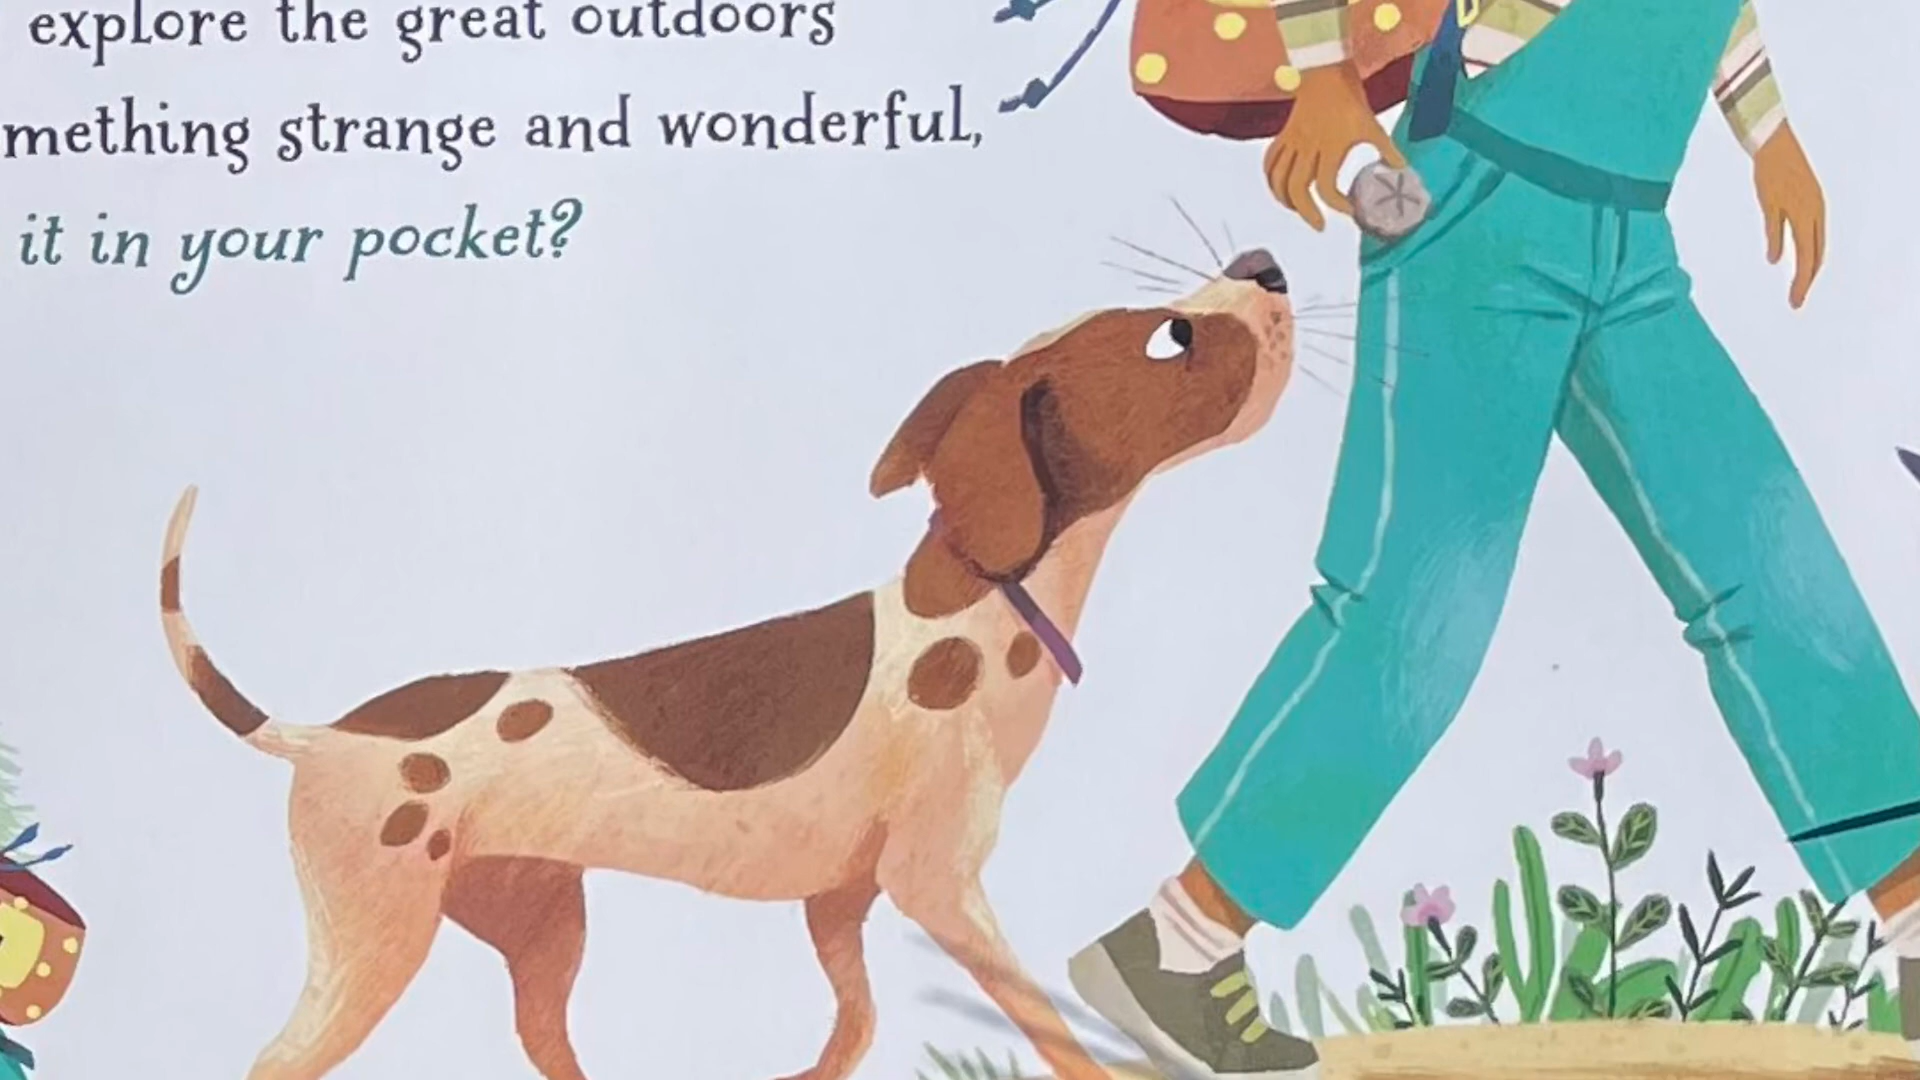 explore the great outdoors
mething strange and wonderful,
it in your pocket?